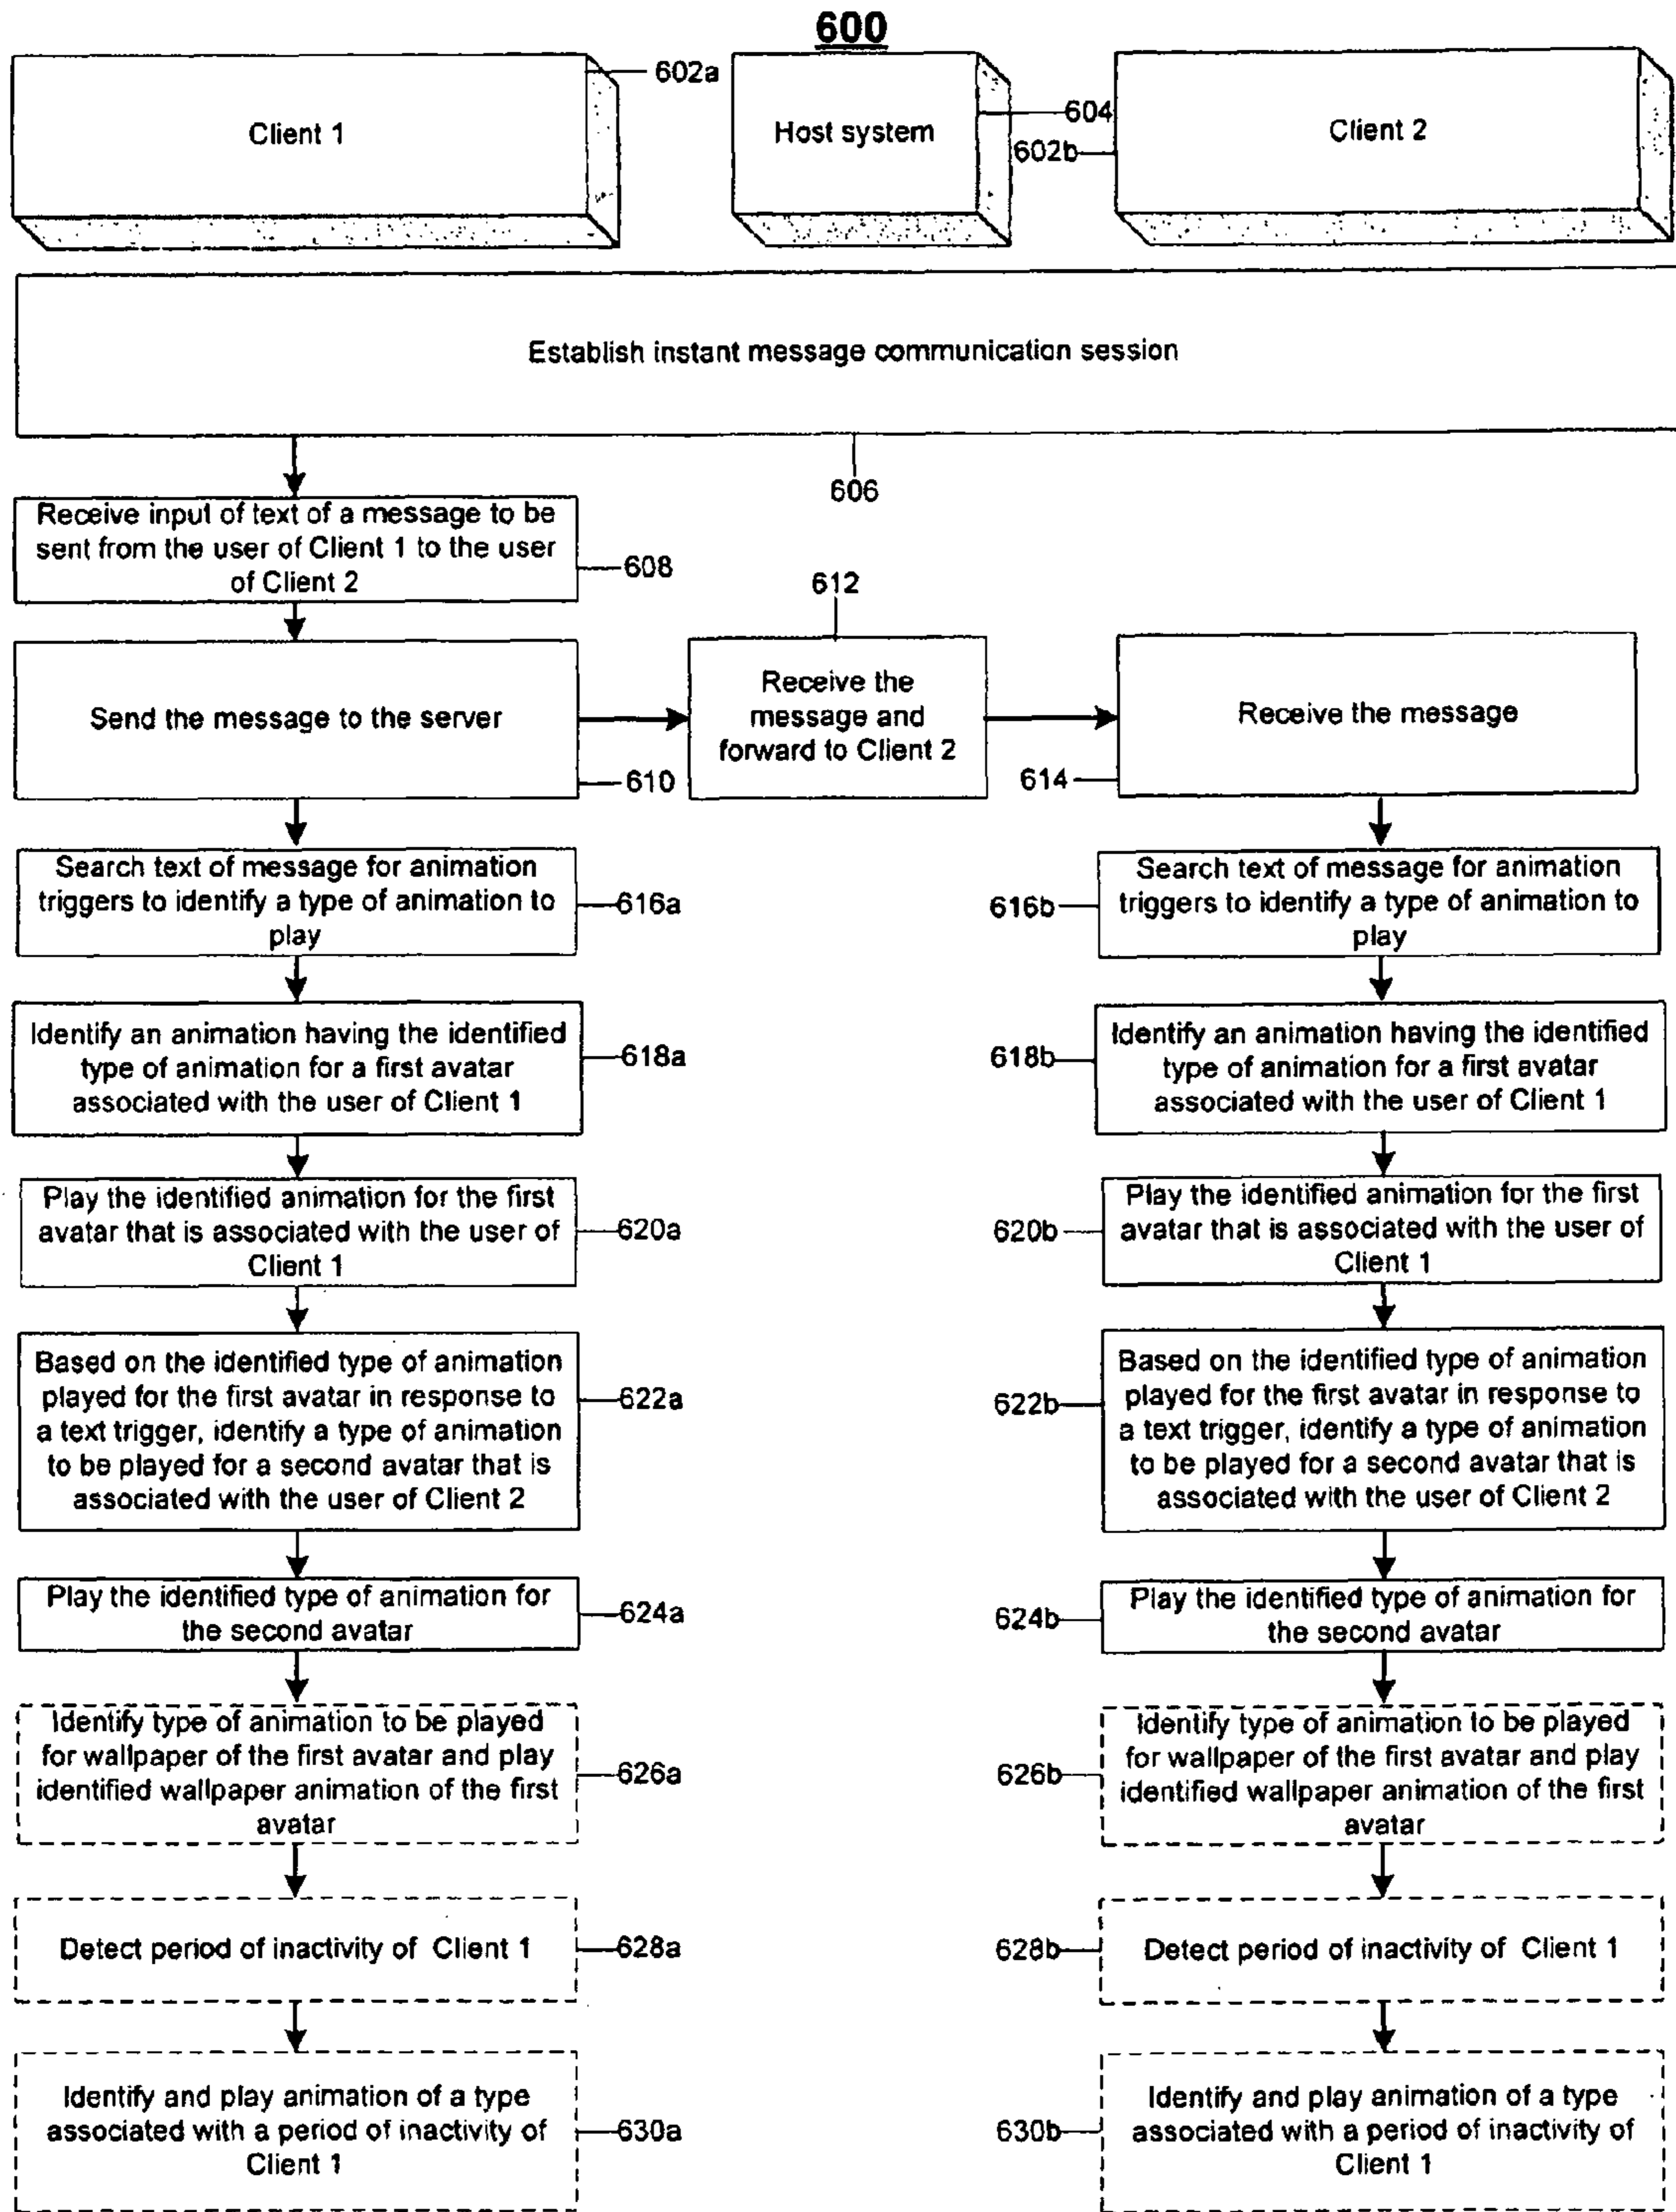 600
Client 1
602a
Host system
604
602b
Client 2
Establish instant message communication session
606
Receive input of text of a message to be
sent from the user of Client 1 to the user
of Client 2
608
612
Send the message to the server
610
Receive the
message and
forward to Client 2
Receive the message
614
Search text of message for animation
triggers to identify a type of animation to
play
616a
616b
Search text of message for animation
triggers to identify a type of animation to
play
Identify an animation having the identified
type of animation for a first avatar
associated with the user of Client 1
618a
618b
Identify an animation having the identified
type of animation for a first avatar
associated with the user of Client 1
Play the identified animation for the first
avatar that is associated with the user of
Client 1
620a
620b
Play the identified animation for the first
avatar that is associated with the user of
Client 1
Based on the identified type of animation
played for the first avatar in response to
a text trigger, identify a type of animation
to be played for a second avatar that is
associated with the user of Client 2
622a
622b
Based on the identified type of animation
played for the first avatar in response to
a text trigger, identify a type of animation
to be played for a second avatar that is
associated with the user of Client 2
Play the identified type of animation for
the second avatar
624a
624b
Play the identified type of animation for
the second avatar
Identify type of animation to be played
for wallpaper of the first avatar and play
identified wallpaper animation of the first
avatar
626a
626b
Identify type of animation to be played
for wallpaper of the first avatar and play
identified wallpaper animation of the first
avatar
Detect period of inactivity of Client 1
628a
628b
Detect period of inactivity of Client 1
Identify and play animation of a type
associated with a period of inactivity of
Client 1
630a
630b
Identify and play animation of a type
associated with a period of inactivity of
Client 1